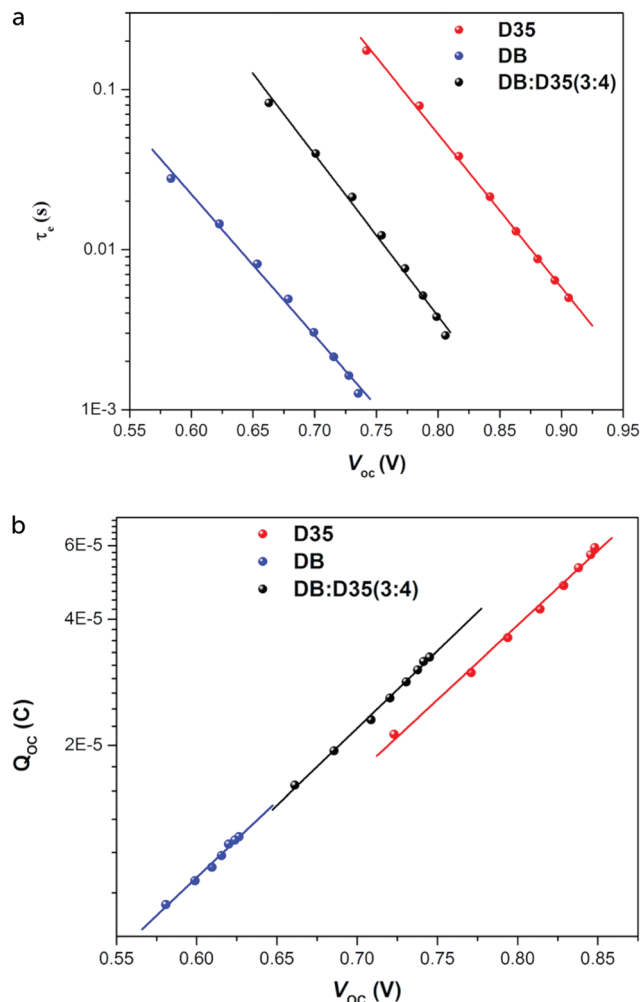 a
D35
DB
DB:D35(3:4)
0.1
0.01
1E-3
τe (s)
0.55 0.60 0.65 0.70 0.75 0.80 0.85 0.90 0.95
Voc (V)
b
D35
DB
DB:D35(3:4)
6E-5
4E-5
2E-5
QOC (C)
0.55 0.60 0.65 0.70 0.75 0.80 0.85
VOC (V)